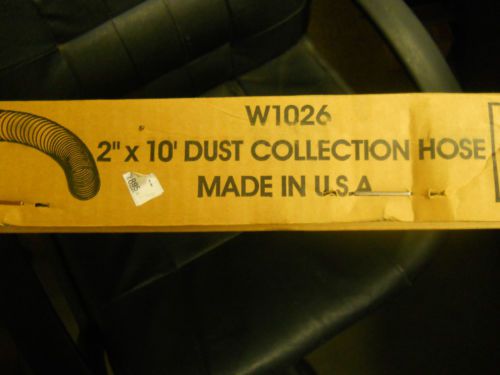 W1026
2" x 10' DUST COLLECTION HOSE
MADE IN U.S.A